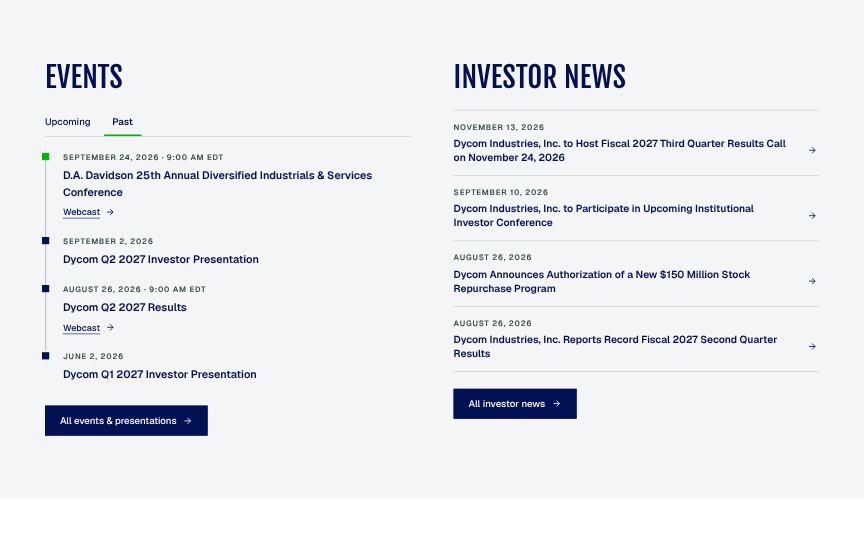 EVENTS
Upcoming
Past
SEPTEMBER 24, 2026 · 9:00 AM EDT
D.A. Davidson 25th Annual Diversified Industrials & Services
Conference
Webcast →
SEPTEMBER 2, 2026
Dycom Q2 2027 Investor Presentation
AUGUST 26, 2026 · 9:00 AM EDT
Dycom Q2 2027 Results
Webcast →
JUNE 2, 2026
Dycom Q1 2027 Investor Presentation
All events & presentations →
INVESTOR NEWS
NOVEMBER 13, 2026
Dycom Industries, Inc. to Host Fiscal 2027 Third Quarter Results Call
on November 24, 2026
SEPTEMBER 10, 2026
Dycom Industries, Inc. to Participate in Upcoming Institutional
Investor Conference
AUGUST 26, 2026
Dycom Announces Authorization of a New $150 Million Stock
Repurchase Program
AUGUST 26, 2026
Dycom Industries, Inc. Reports Record Fiscal 2027 Second Quarter
Results
All investor news →